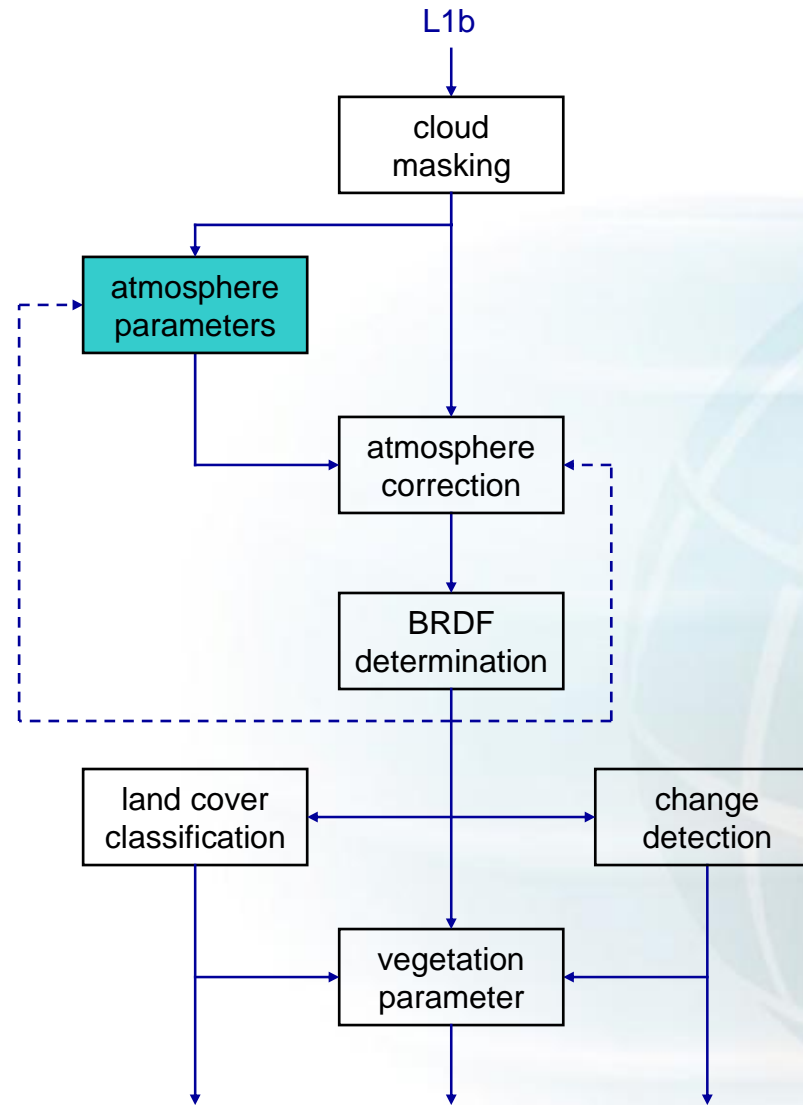 L1b
cloud
masking
atmosphere
parameters
atmosphere
correction
BRDF
determination
land cover
classification
change
detection
vegetation
parameter